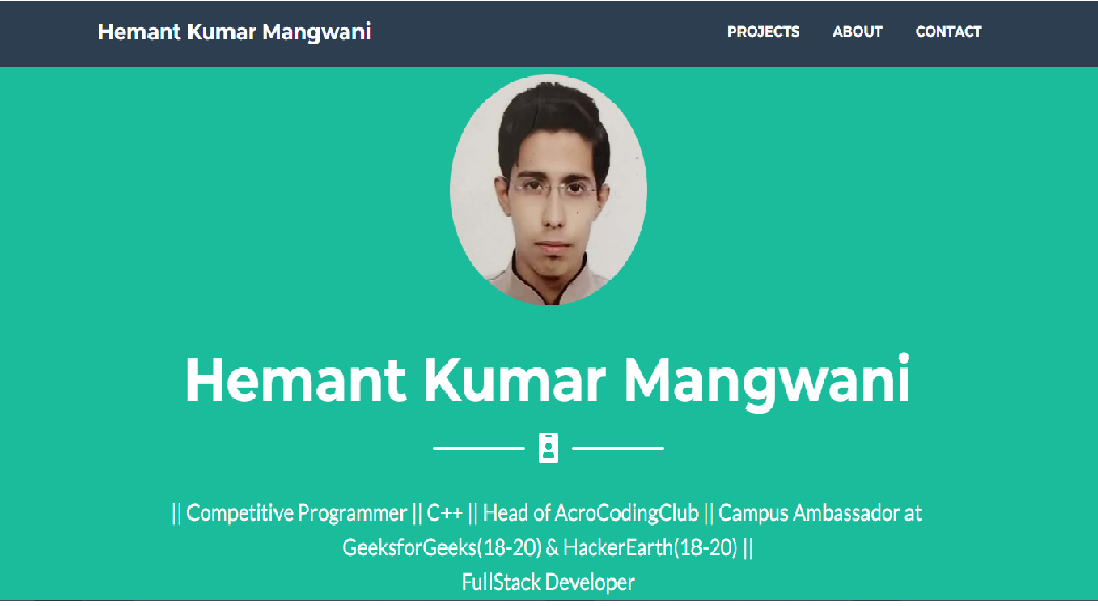 Hemant Kumar Mangwani
PROJECTS ABOUT CONTACT
Hemant Kumar Mangwani
|| Competitive Programmer || C++ || Head of AcroCodingClub || Campus Ambassador at
GeeksforGeeks(18-20) & HackerEarth(18-20) ||
FullStack Developer